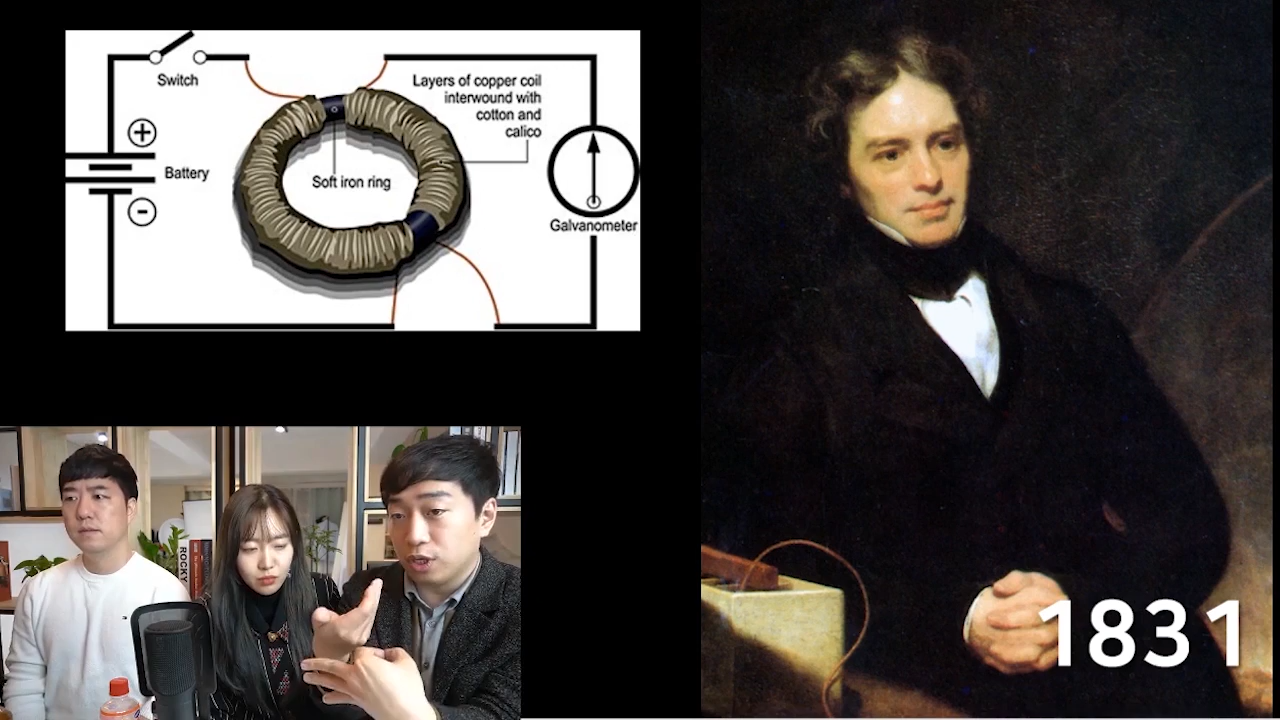 Switch
Layers of copper coil
interwound with
cotton and
calico
Battery
Soft iron ring
Galvanometer
ROCKY
1831